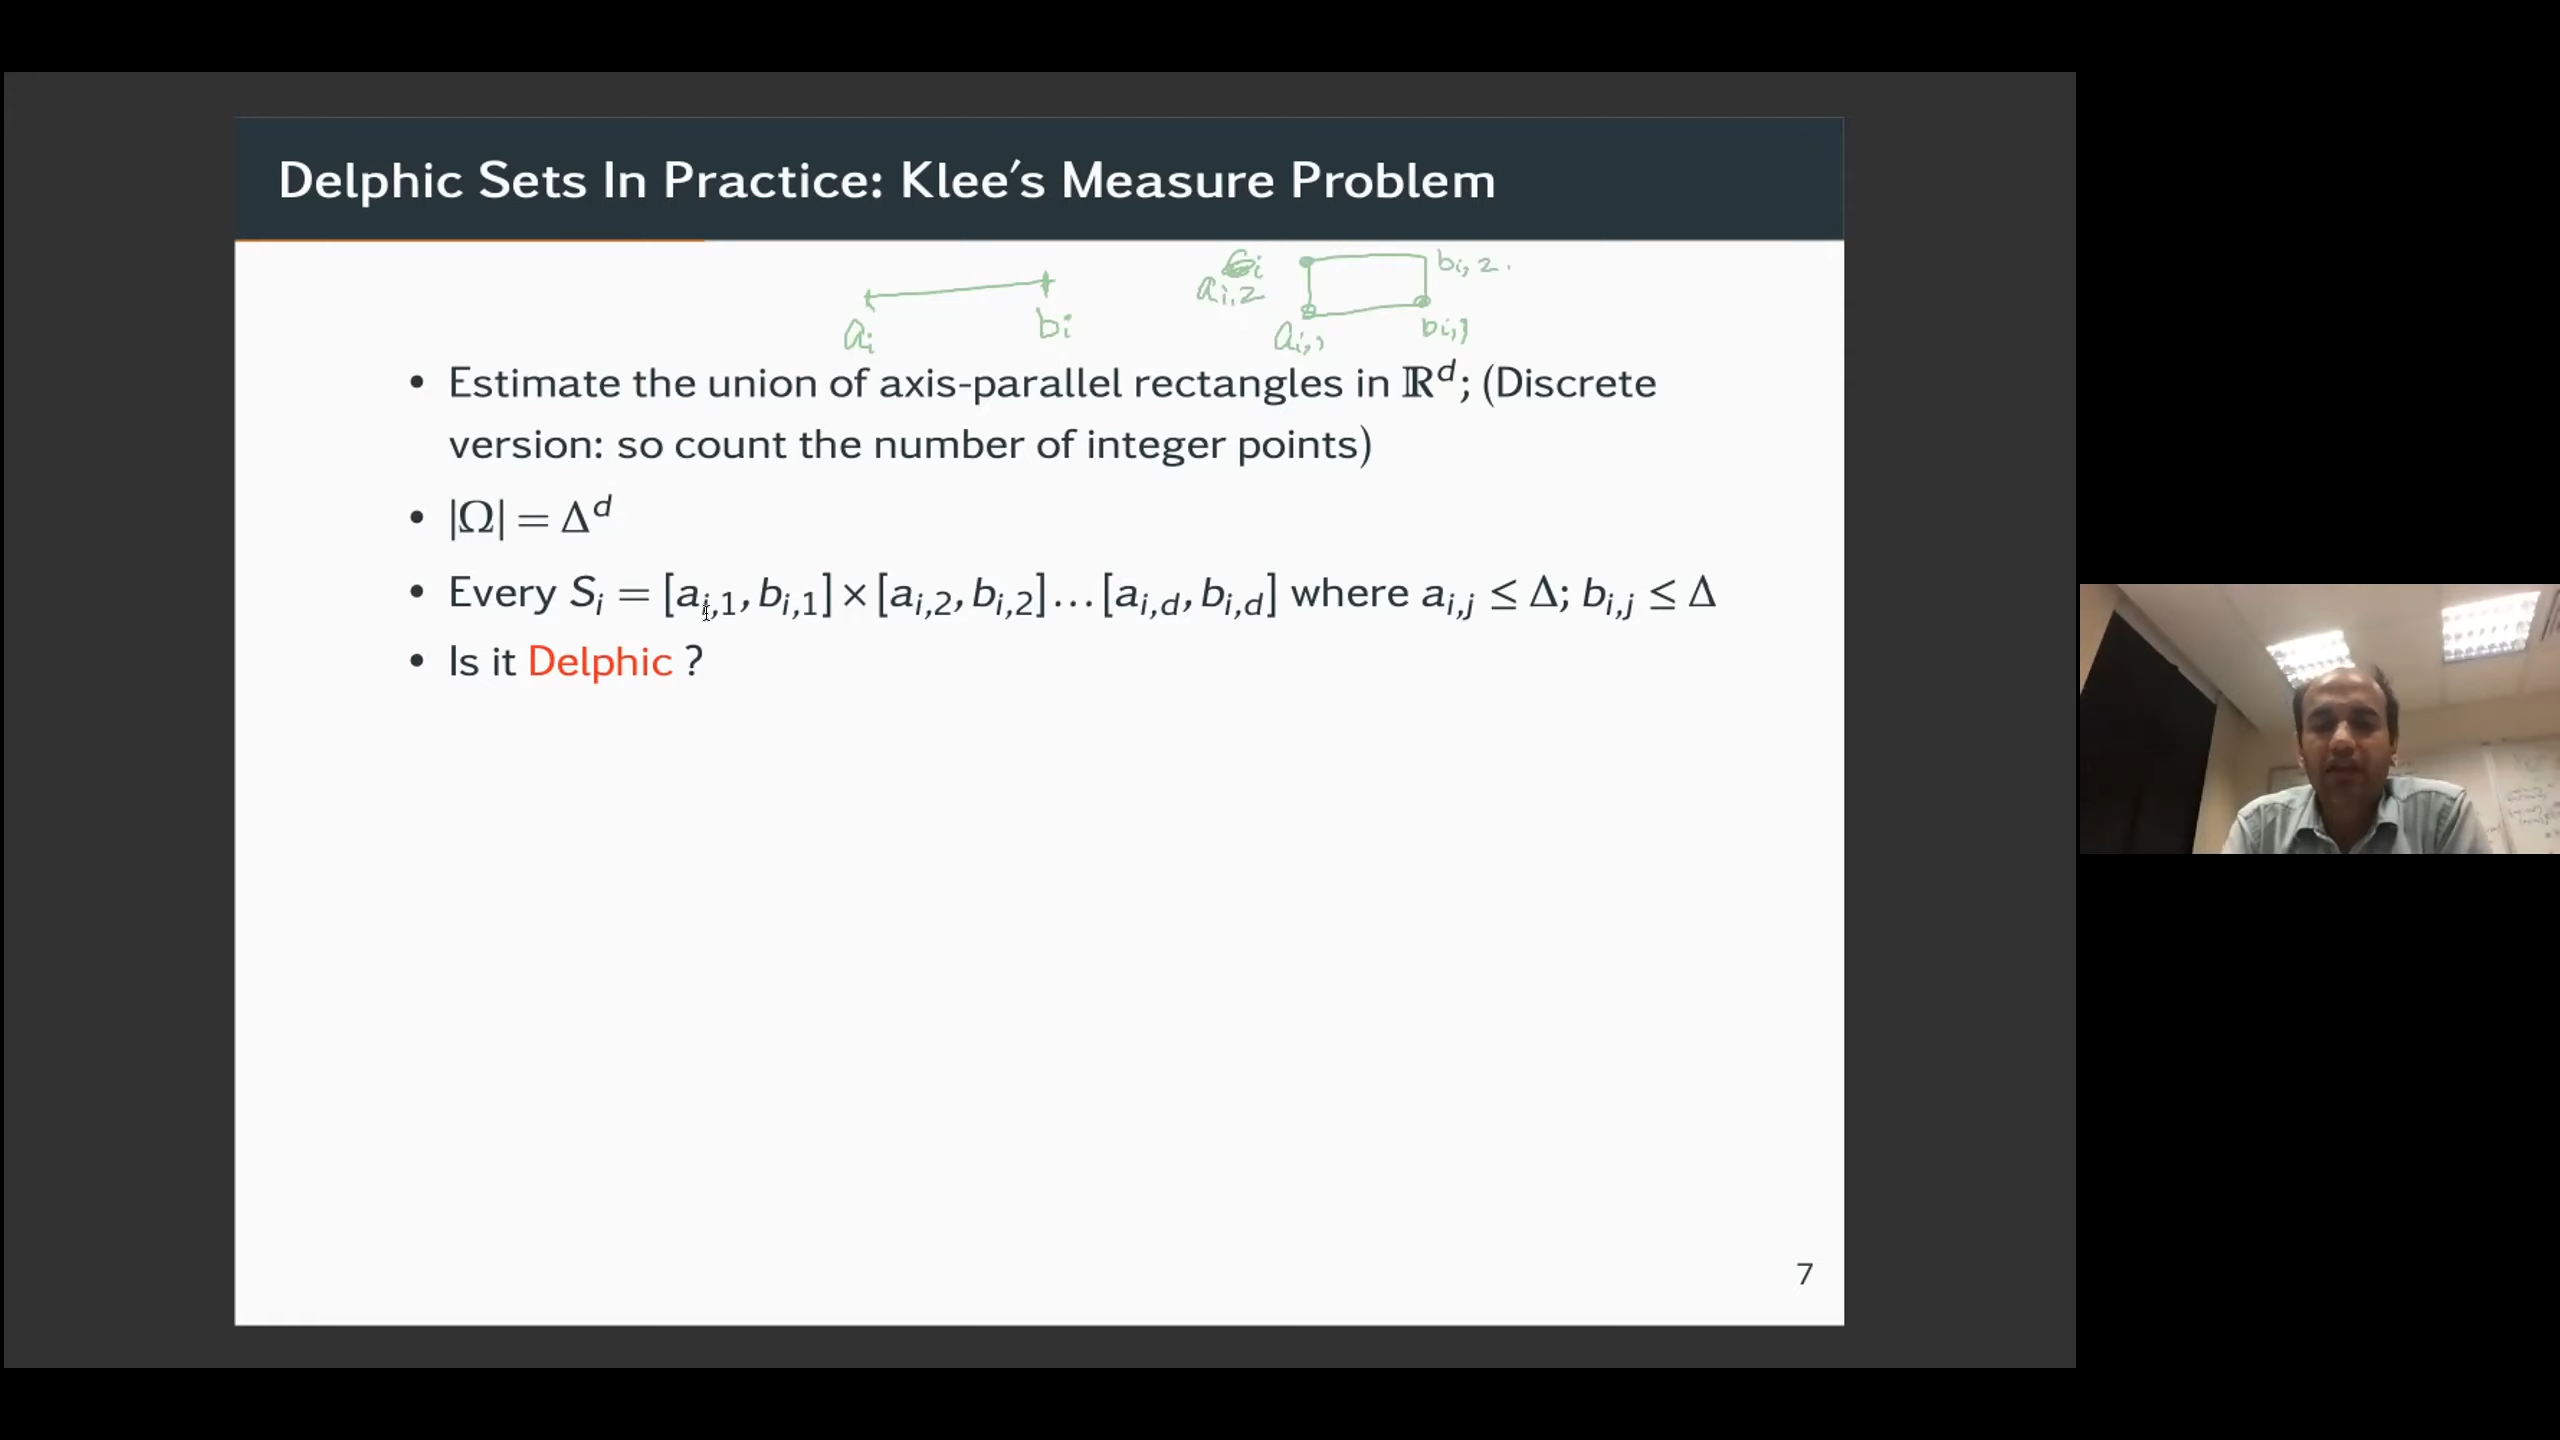 Delphic Sets In Practice: Klee's Measure Problem
ai bi
ai,2 bi,2.
ai,1 bi,1
• Estimate the union of axis-parallel rectangles in ℝᵈ; (Discrete
version: so count the number of integer points)
• |Ω| = Δᵈ
• Every Sᵢ = [aᵢ,₁, bᵢ,₁] × [aᵢ,₂, bᵢ,₂] … [aᵢ,d, bᵢ,d] where aᵢ,ⱼ ≤ Δ; bᵢ,ⱼ ≤ Δ
• Is it Delphic ?
7